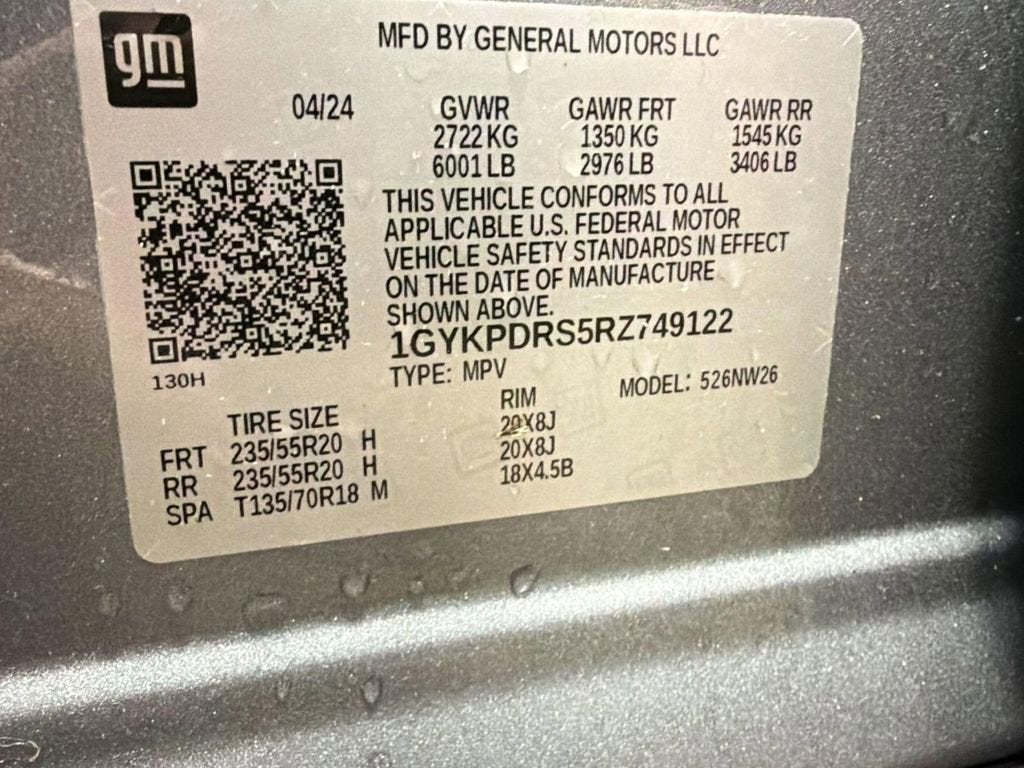 gm
MFD BY GENERAL MOTORS LLC
04/24 GVWR GAWR FRT GAWR RR
2722 KG 1350 KG 1545 KG
6001 LB 2976 LB 3406 LB
THIS VEHICLE CONFORMS TO ALL
APPLICABLE U.S. FEDERAL MOTOR
VEHICLE SAFETY STANDARDS IN EFFECT
ON THE DATE OF MANUFACTURE
SHOWN ABOVE.
1GYKPDRS5RZ749122
130H
TYPE: MPV MODEL: 526NW26
TIRE SIZE RIM
FRT 235/55R20 H 20X8J
RR 235/55R20 H 20X8J
SPA T135/70R18 M 18X4.5B